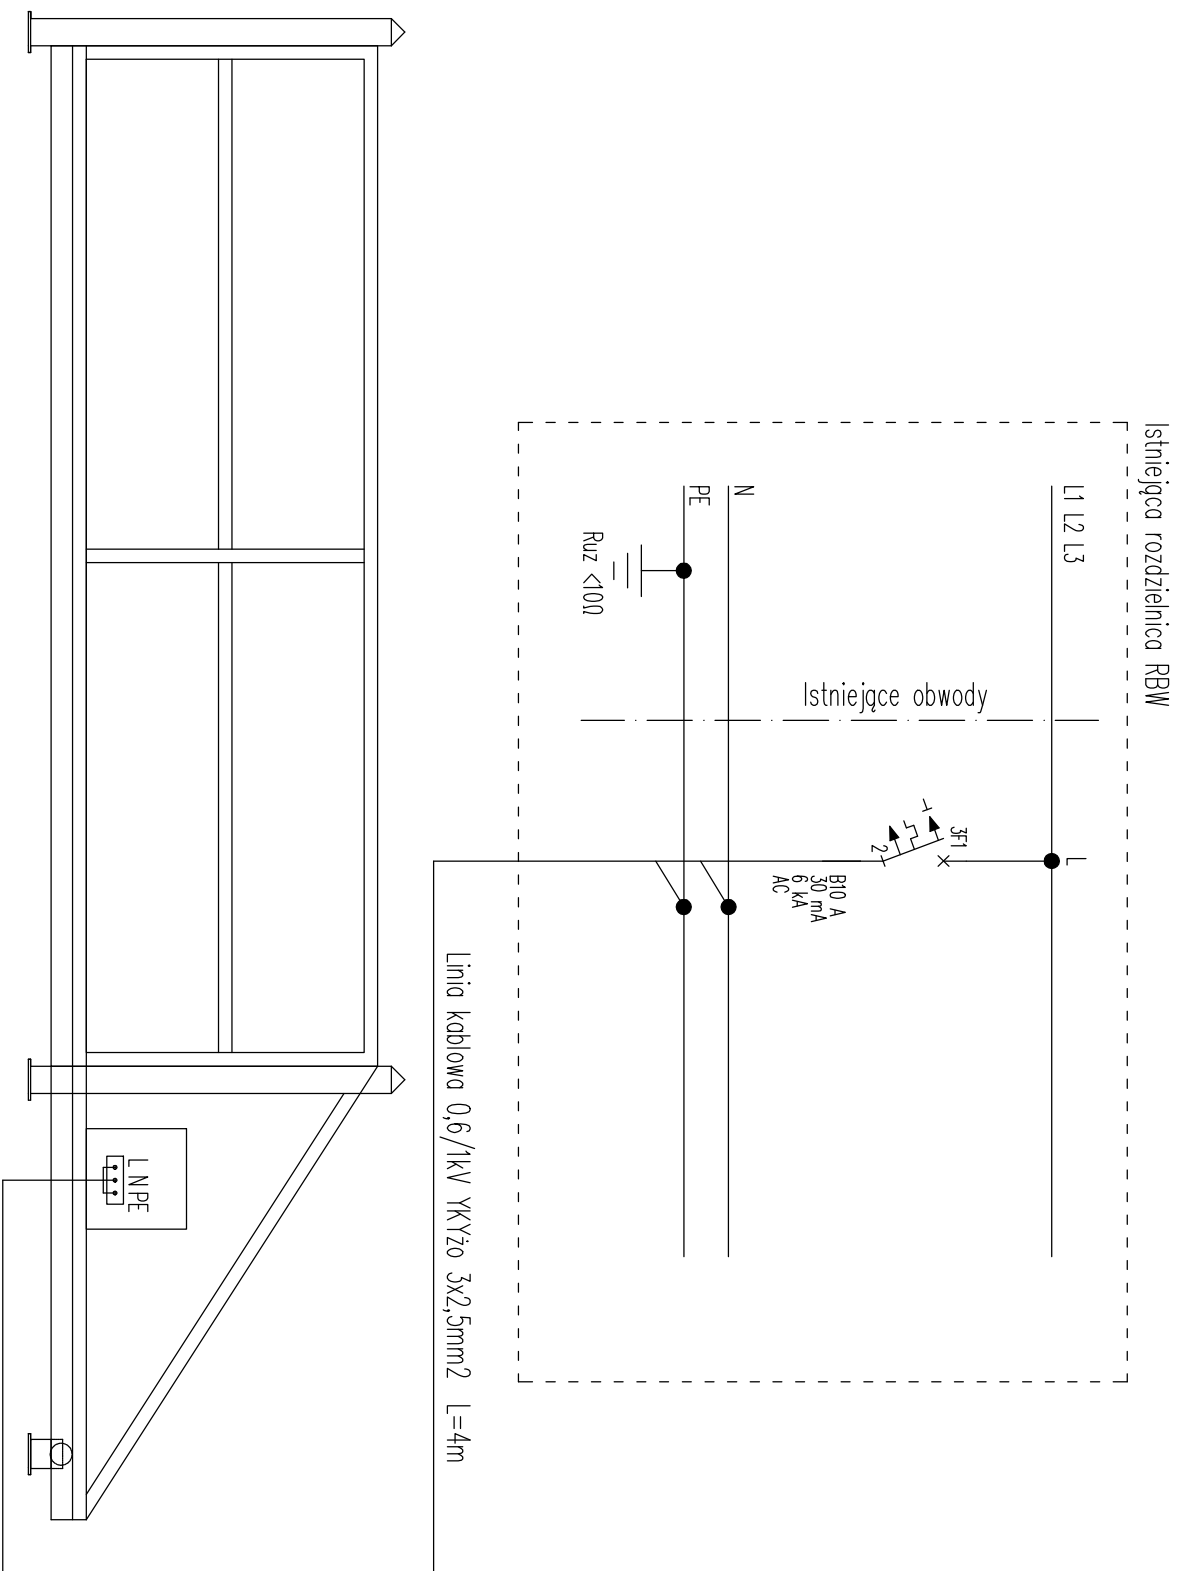 Istniejąca rozdzielnica RBW
L1 L2 L3
N
PE
Ruz <10Ω
Istniejące obwody
L
3F1
2
B10 A
30 mA
6 kA
AC
Linia kablowa 0,6/1kV YKYżo 3x2,5mm2 L=4m
L N PE